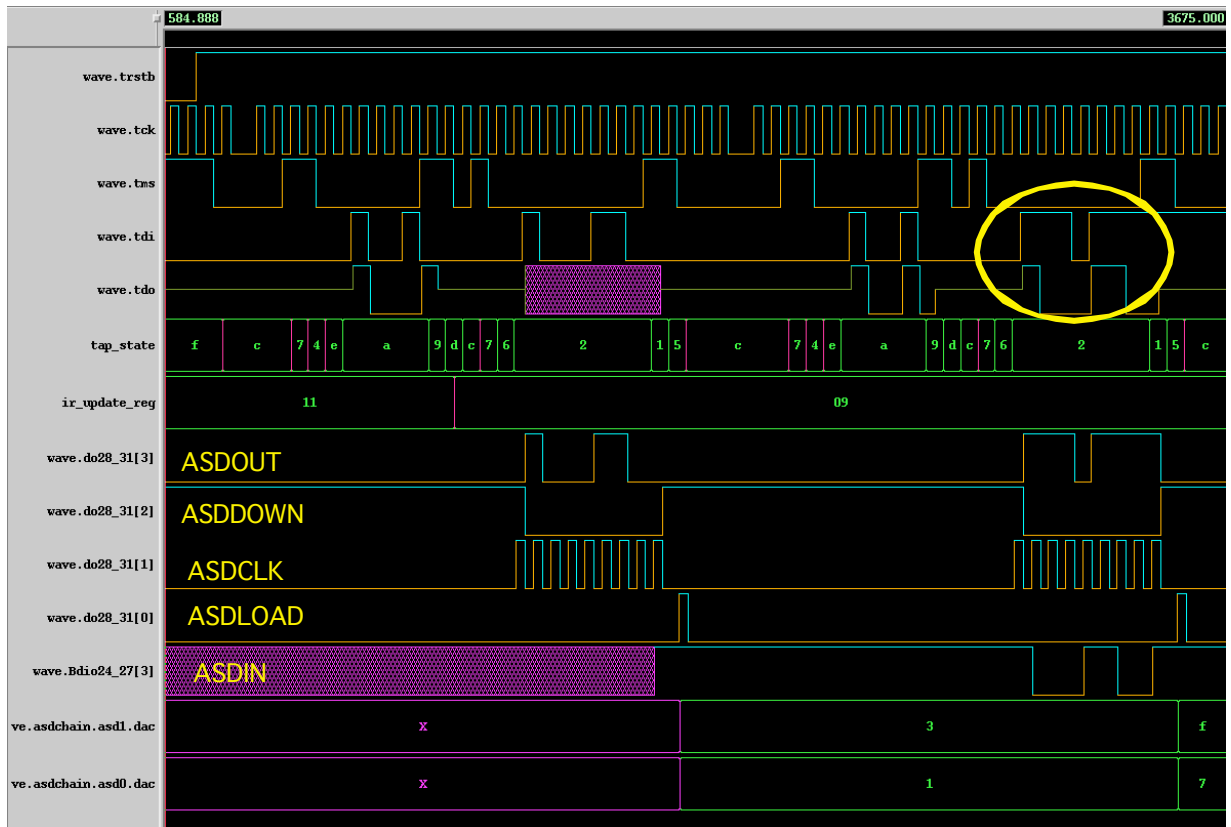 584.888 3675.000
wave.trstb
wave.tck
wave.tms
wave.tdi
wave.tdo
tap_state f c 7 4 e a 9 d c 7 6 2 1 5 c 7 4 e a 9 d c 7 6 2 1 5 c
ir_update_reg 11 09
wave.do28_31[3] ASDOUT
wave.do28_31[2] ASDDOWN
wave.do28_31[1] ASDCLK
wave.do28_31[0] ASDLOAD
wave.Bdio24_27[3] ASDIN
ve.asdchain.asd1.dac X 3 f
ve.asdchain.asd0.dac X 1 7